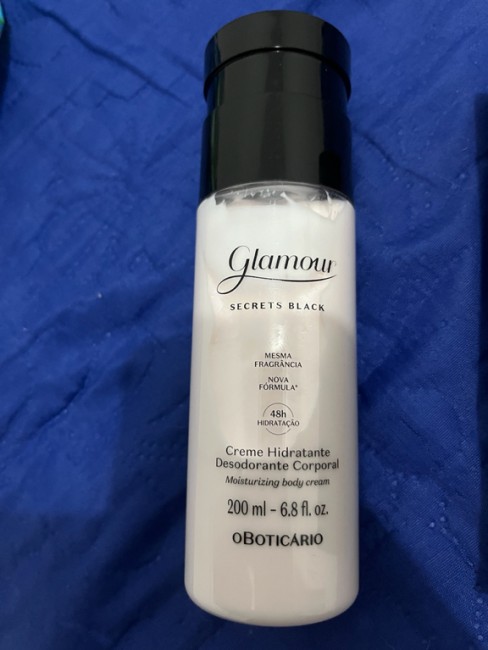 Glamour
SECRETS BLACK
MESMA
FRAGRÂNCIA
NOVA
FÓRMULA*
48h
HIDRATAÇÃO
Creme Hidratante
Desodorante Corporal
Moisturizing body cream
200 ml - 6.8 fl. oz.
OBOTICÁRIO